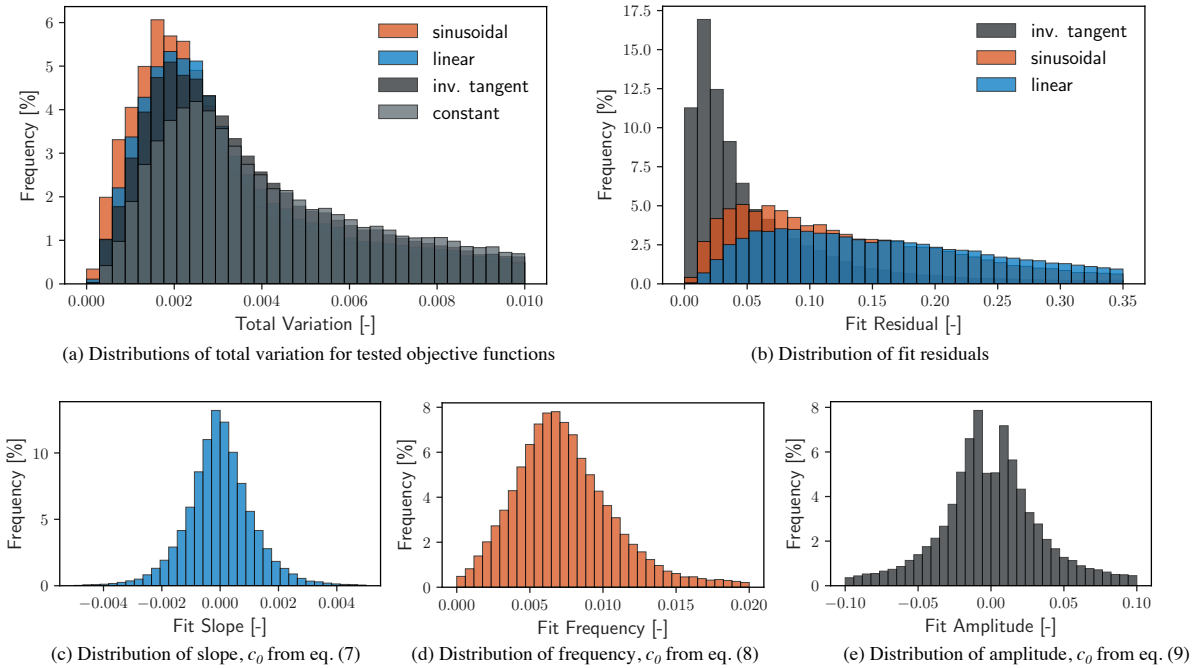 6
5
4
3
2
1
0
Frequency [%]
sinusoidal
linear
inv. tangent
constant
0.000 0.002 0.004 0.006 0.008 0.010
Total Variation [-]
(a) Distributions of total variation for tested objective functions
17.5
15.0
12.5
10.0
7.5
5.0
2.5
0.0
Frequency [%]
inv. tangent
sinusoidal
linear
0.00 0.05 0.10 0.15 0.20 0.25 0.30 0.35
Fit Residual [-]
(b) Distribution of fit residuals
10
5
0
Frequency [%]
−0.004 −0.002 0.000 0.002 0.004
Fit Slope [-]
(c) Distribution of slope, c0 from eq. (7)
8
6
4
2
0
Frequency [%]
0.000 0.005 0.010 0.015 0.020
Fit Frequency [-]
(d) Distribution of frequency, c0 from eq. (8)
8
6
4
2
0
Frequency [%]
−0.10 −0.05 0.00 0.05 0.10
Fit Amplitude [-]
(e) Distribution of amplitude, c0 from eq. (9)